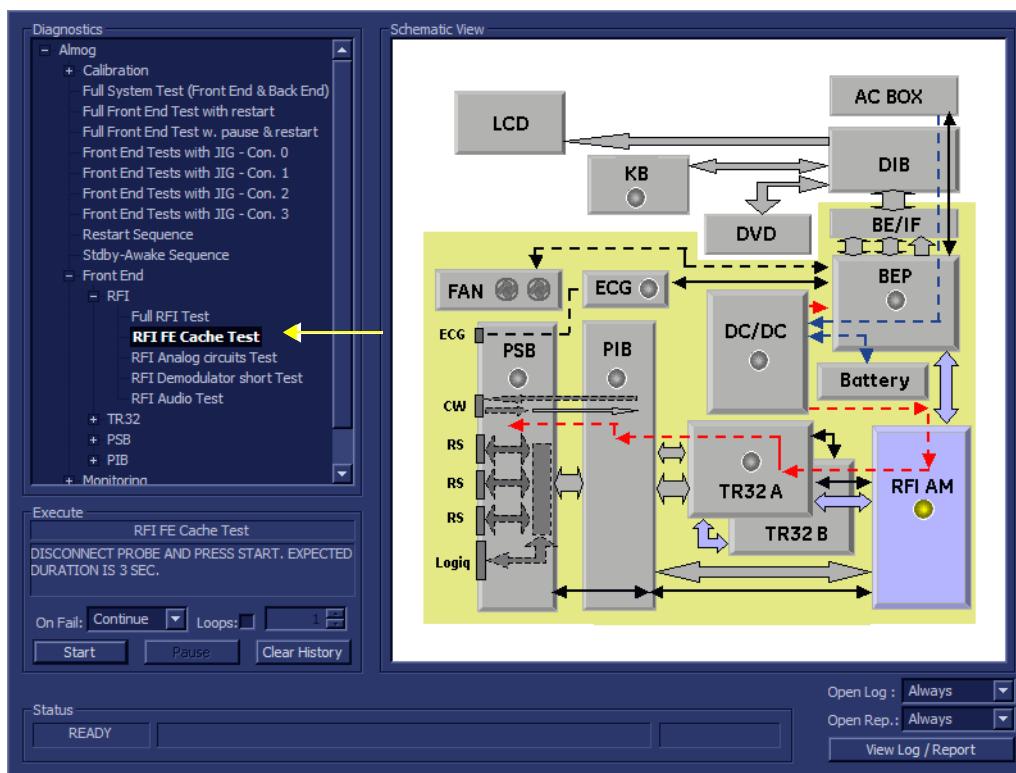 Diagnostics
Almog
Calibration
Full System Test (Front End & Back End)
Full Front End Test with restart
Full Front End Test w. pause & restart
Front End Tests with JIG - Con. 0
Front End Tests with JIG - Con. 1
Front End Tests with JIG - Con. 2
Front End Tests with JIG - Con. 3
Restart Sequence
Stdby-Awake Sequence
Front End
RFI
Full RFI Test
RFI FE Cache Test
RFI Analog circuits Test
RFI Demodulator short Test
RFI Audio Test
TR32
PSB
PIB
Monitoring
Execute
RFI FE Cache Test
DISCONNECT PROBE AND PRESS START. EXPECTED
DURATION IS 3 SEC.
On Fail: Continue Loops: 1
Start Pause Clear History
Schematic View
AC BOX
LCD
DIB
KB
DVD
BE/IF
BEP
FAN
ECG
DC/DC
ECG
PSB
PIB
Battery
CW
RS
RS
RS
Logiq
TR32 A
TR32 B
RFI AM
Status
READY
Open Log : Always
Open Rep.: Always
View Log / Report